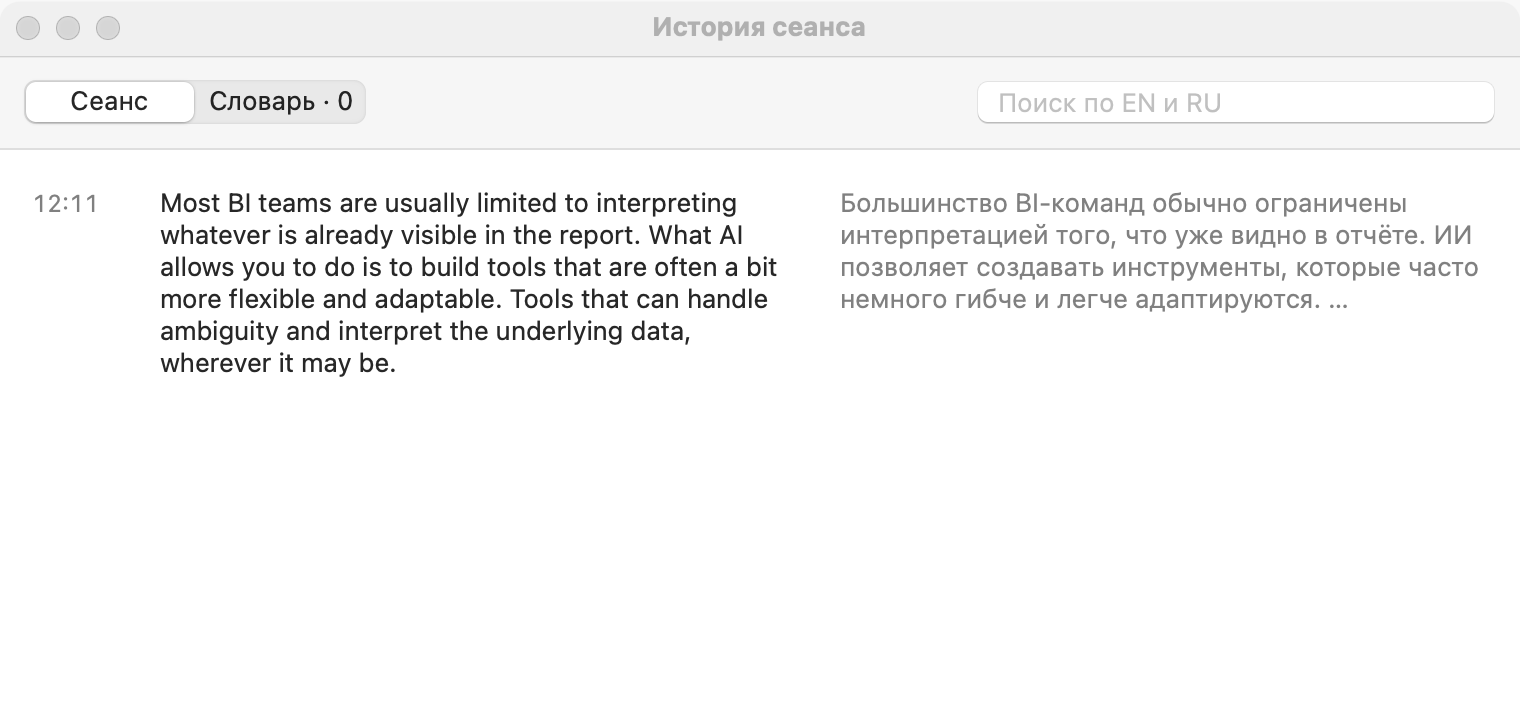 История сеанса
Сеанс
Словарь · 0
Поиск по EN и RU
12:11
Most BI teams are usually limited to interpreting
whatever is already visible in the report. What AI
allows you to do is to build tools that are often a bit
more flexible and adaptable. Tools that can handle
ambiguity and interpret the underlying data,
wherever it may be.
Большинство BI-команд обычно ограничены
интерпретацией того, что уже видно в отчёте. ИИ
позволяет создавать инструменты, которые часто
немного гибче и легче адаптируются. ...